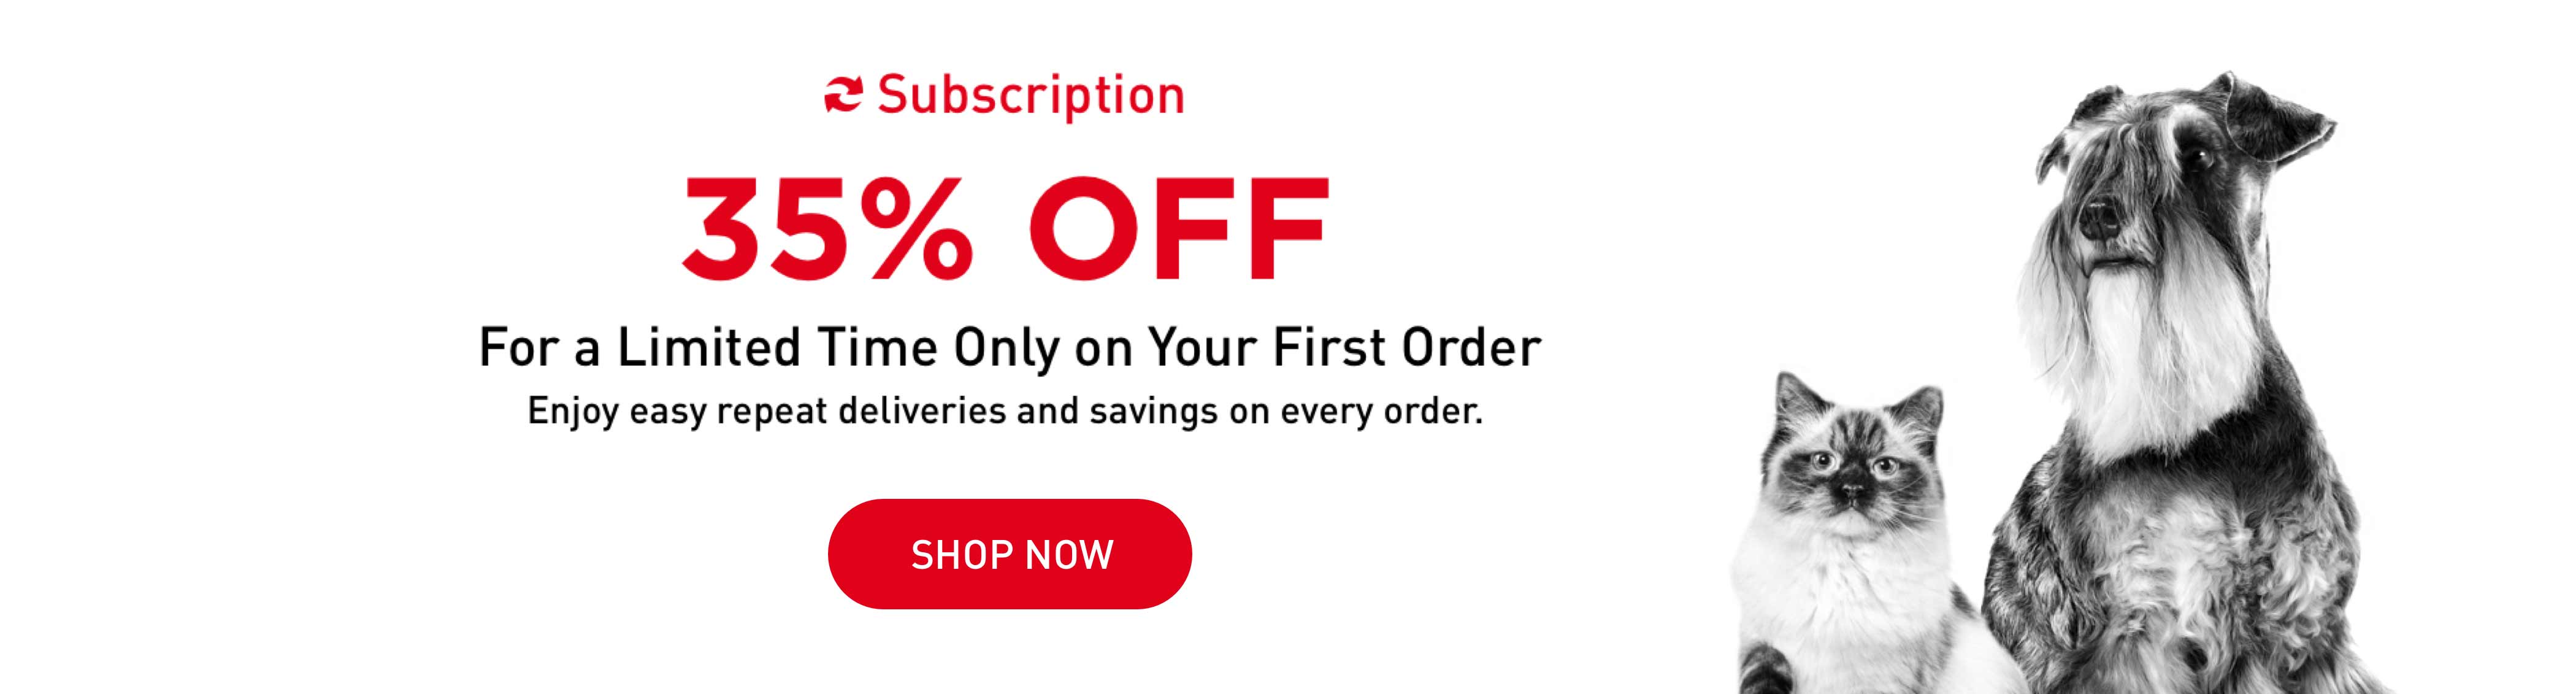 Subscription
35% OFF
For a Limited Time Only on Your First Order
Enjoy easy repeat deliveries and savings on every order.
SHOP NOW